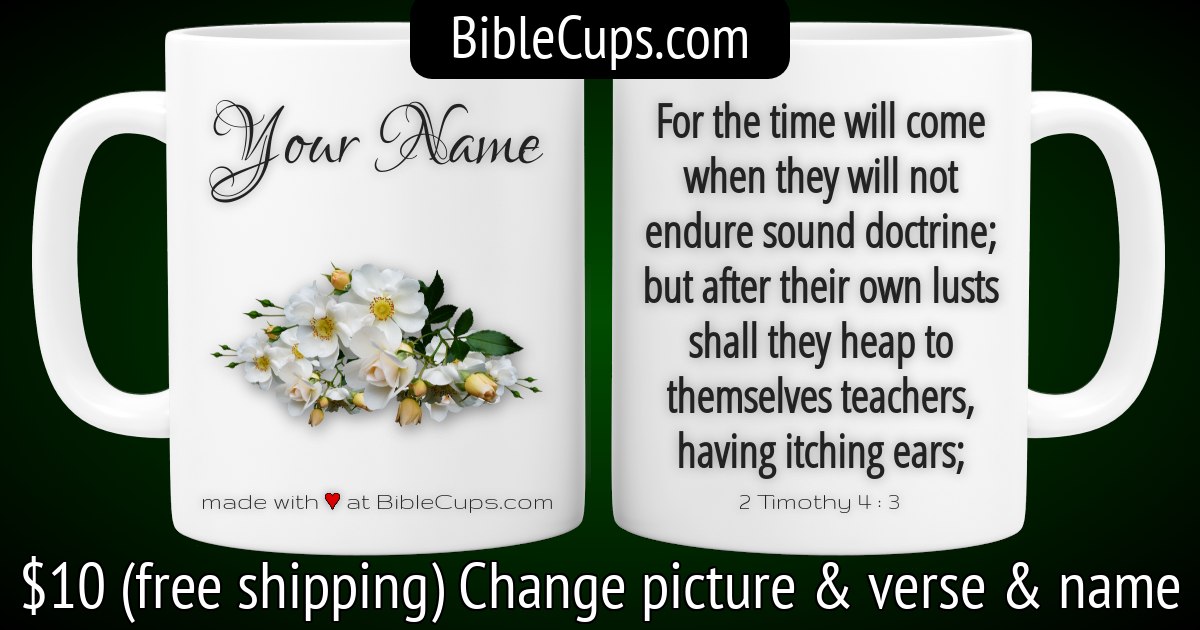 BibleCups.com
Your Name
made with ♥ at BibleCups.com
For the time will come
when they will not
endure sound doctrine;
but after their own lusts
shall they heap to
themselves teachers,
having itching ears;
2 Timothy 4 : 3
$10 (free shipping) Change picture & verse & name